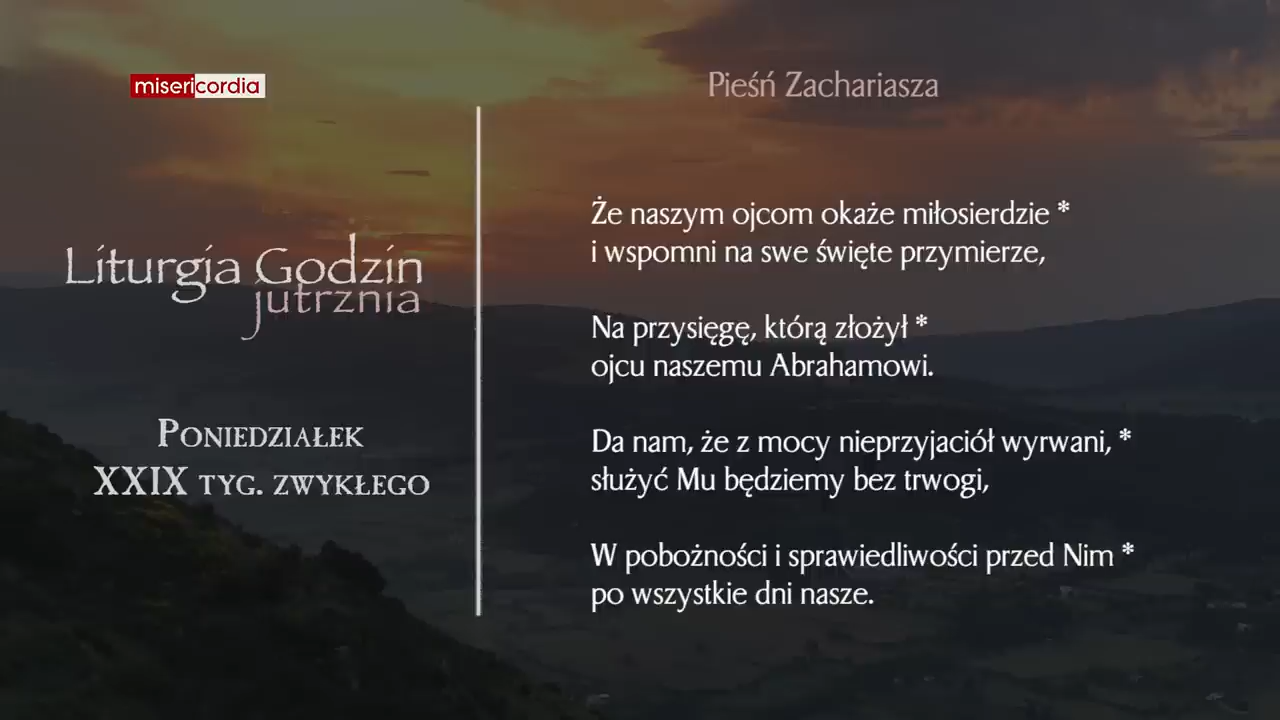 misericordia
Pieśń Zachariasza
Liturgia Godzin
jutrznia
Poniedziałek
XXIX tyg. zwykłego
Że naszym ojcom okaże miłosierdzie *
i wspomni na swe święte przymierze,
Na przysięgę, którą złożył *
ojcu naszemu Abrahamowi.
Da nam, że z mocy nieprzyjaciół wyrwani, *
służyć Mu będziemy bez trwogi,
W pobożności i sprawiedliwości przed Nim *
po wszystkie dni nasze.